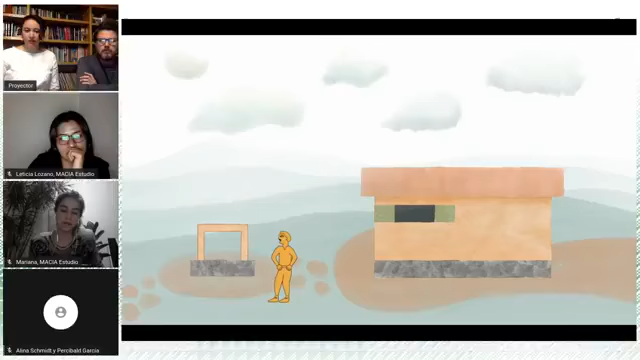 Proyector
Leticia Lozano, MACIA Estudio
Mariana, MACIA Estudio
Alina Schmidt y Percibald Garcia